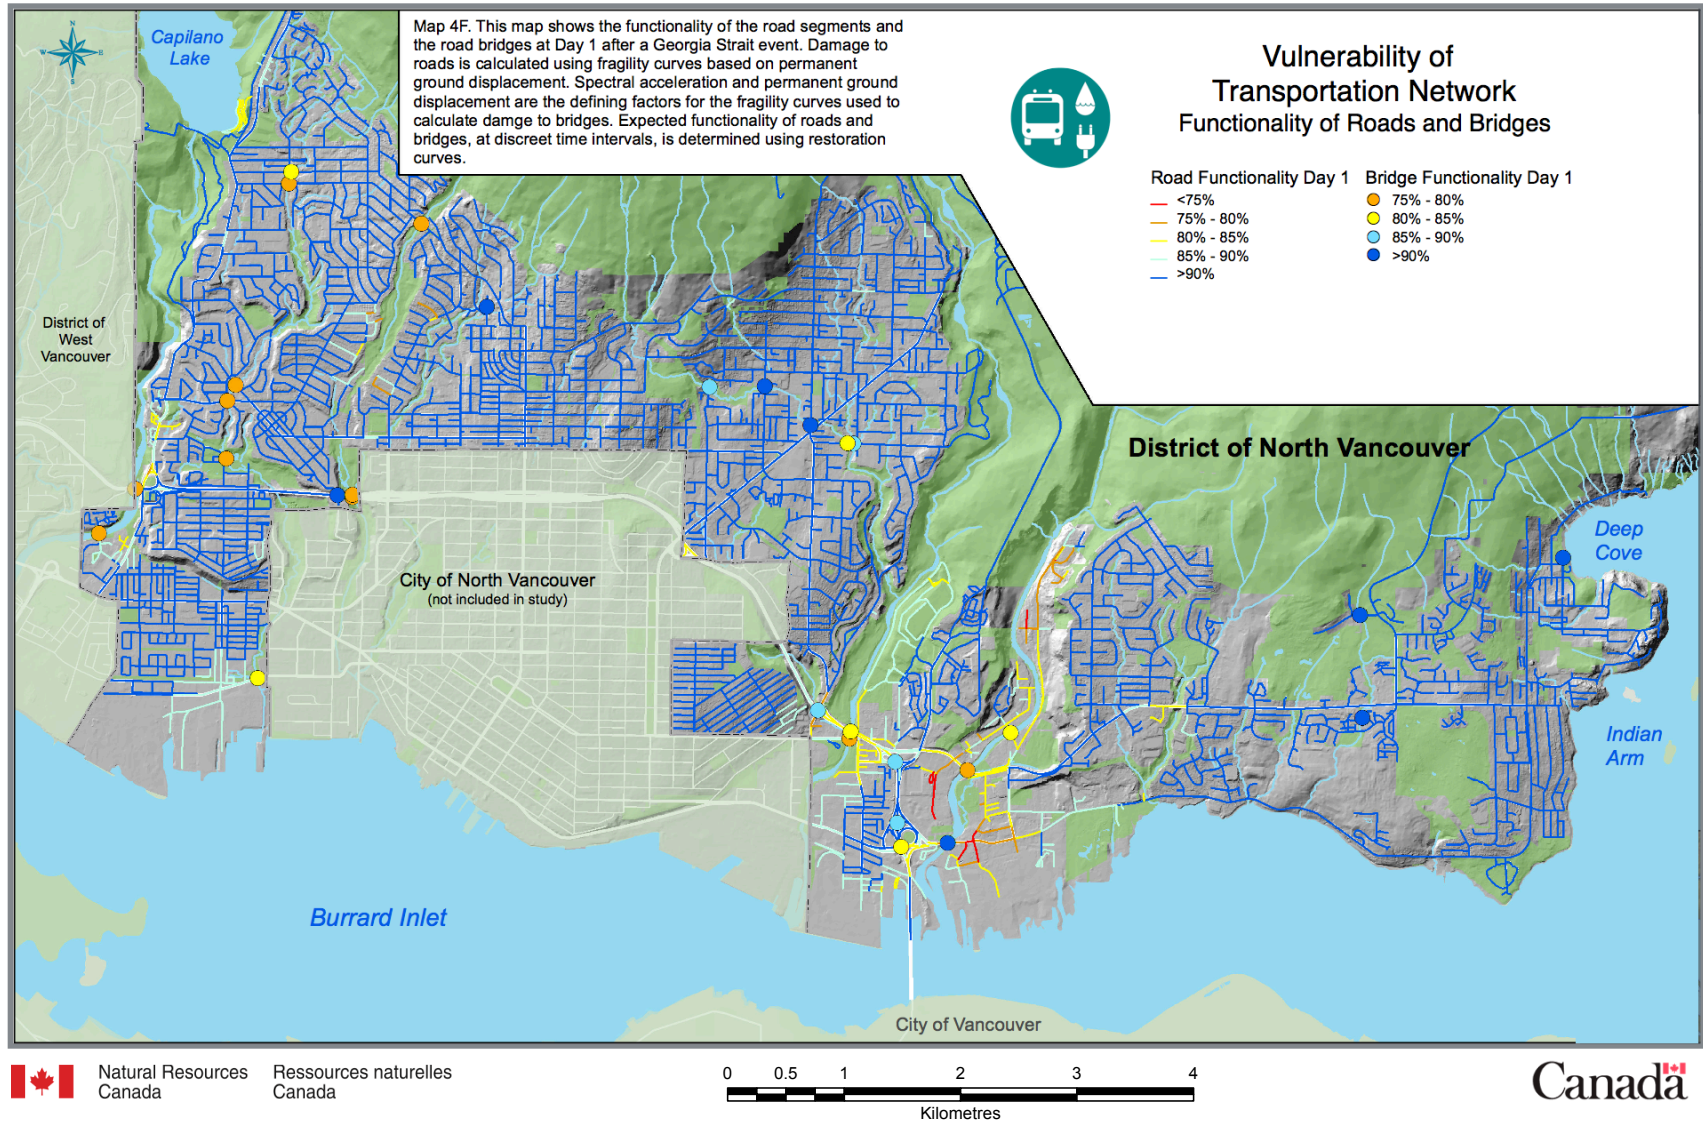 Map 4F. This map shows the functionality of the road segments and
the road bridges at Day 1 after a Georgia Strait event. Damage to
roads is calculated using fragility curves based on permanent
ground displacement. Spectral acceleration and permanent ground
displacement are the defining factors for the fragility curves used to
calculate damge to bridges. Expected functionality of roads and
bridges, at discreet time intervals, is determined using restoration
curves.
Vulnerability of
Transportation Network
Functionality of Roads and Bridges
Road Functionality Day 1
<75%
75% - 80%
80% - 85%
85% - 90%
>90%
Bridge Functionality Day 1
75% - 80%
80% - 85%
85% - 90%
>90%
N
W
E
S
Capilano
Lake
District of
West
Vancouver
District of North Vancouver
City of North Vancouver
(not included in study)
Deep
Cove
Indian
Arm
Burrard Inlet
City of Vancouver
Natural Resources
Canada
Ressources naturelles
Canada
0 0.5 1 2 3 4
Kilometres
Canada